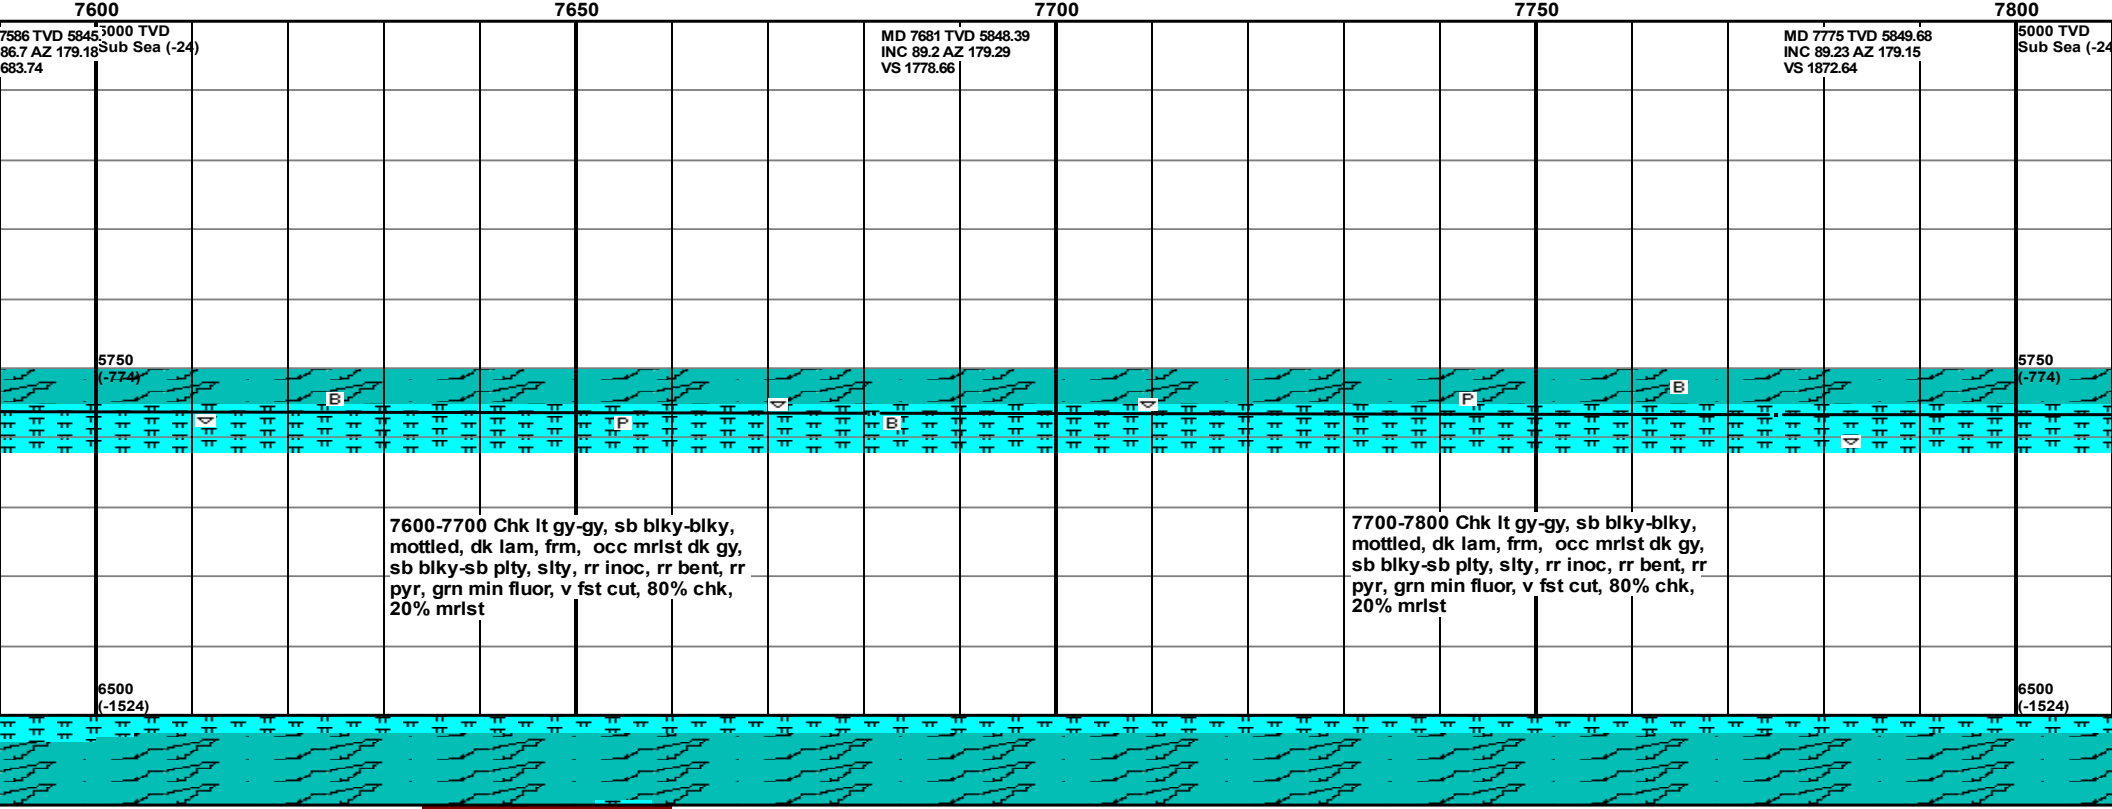 7600 7650 7700 7750 7800
7586 TVD 5845.
86.7 AZ 179.18
683.74
5000 TVD
Sub Sea (-24)
MD 7681 TVD 5848.39
INC 89.2 AZ 179.29
VS 1778.66
MD 7775 TVD 5849.68
INC 89.23 AZ 179.15
VS 1872.64
5000 TVD
Sub Sea (-24
5750
(-774)
5750
(-774)
B
P
B
P
B
7600-7700 Chk lt gy-gy, sb blky-blky,
mottled, dk lam, frm, occ mrlst dk gy,
sb blky-sb plty, slty, rr inoc, rr bent, rr
pyr, grn min fluor, v fst cut, 80% chk,
20% mrlst
7700-7800 Chk lt gy-gy, sb blky-blky,
mottled, dk lam, frm, occ mrlst dk gy,
sb blky-sb plty, slty, rr inoc, rr bent, rr
pyr, grn min fluor, v fst cut, 80% chk,
20% mrlst
6500
(-1524)
6500
(-1524)